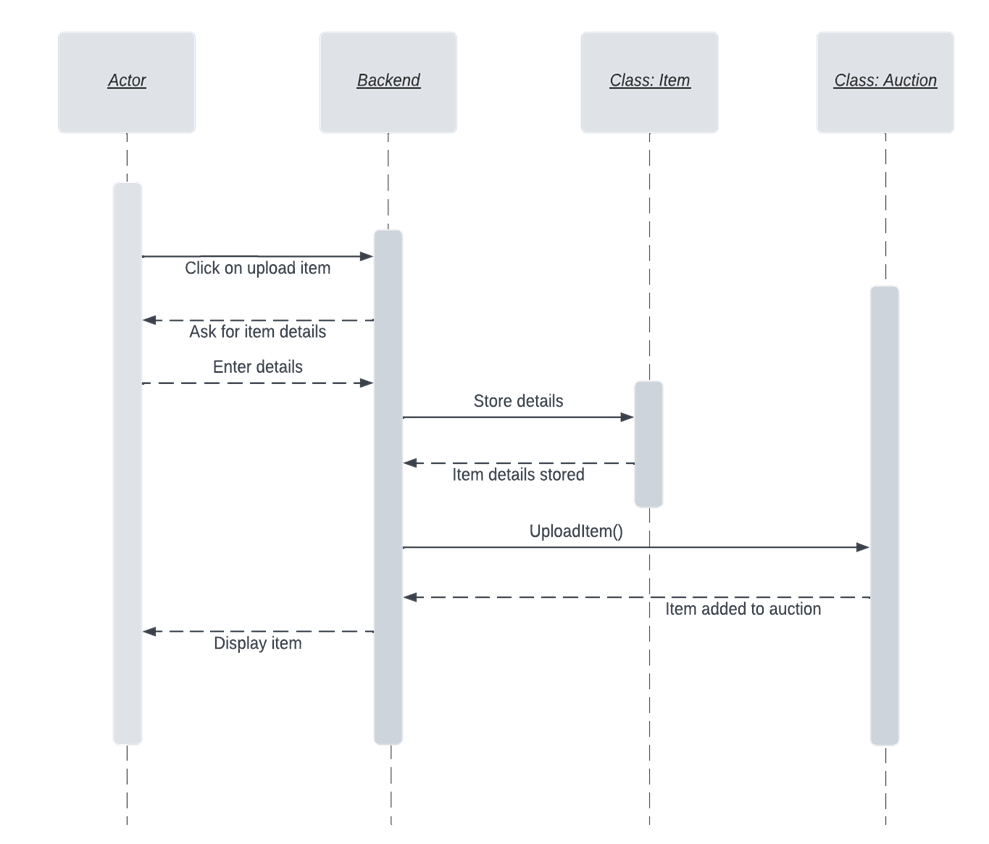 Actor
Backend
Class: Item
Class: Auction
Click on upload item
Ask for item details
Enter details
Store details
Item details stored
UploadItem()
Item added to auction
Display item